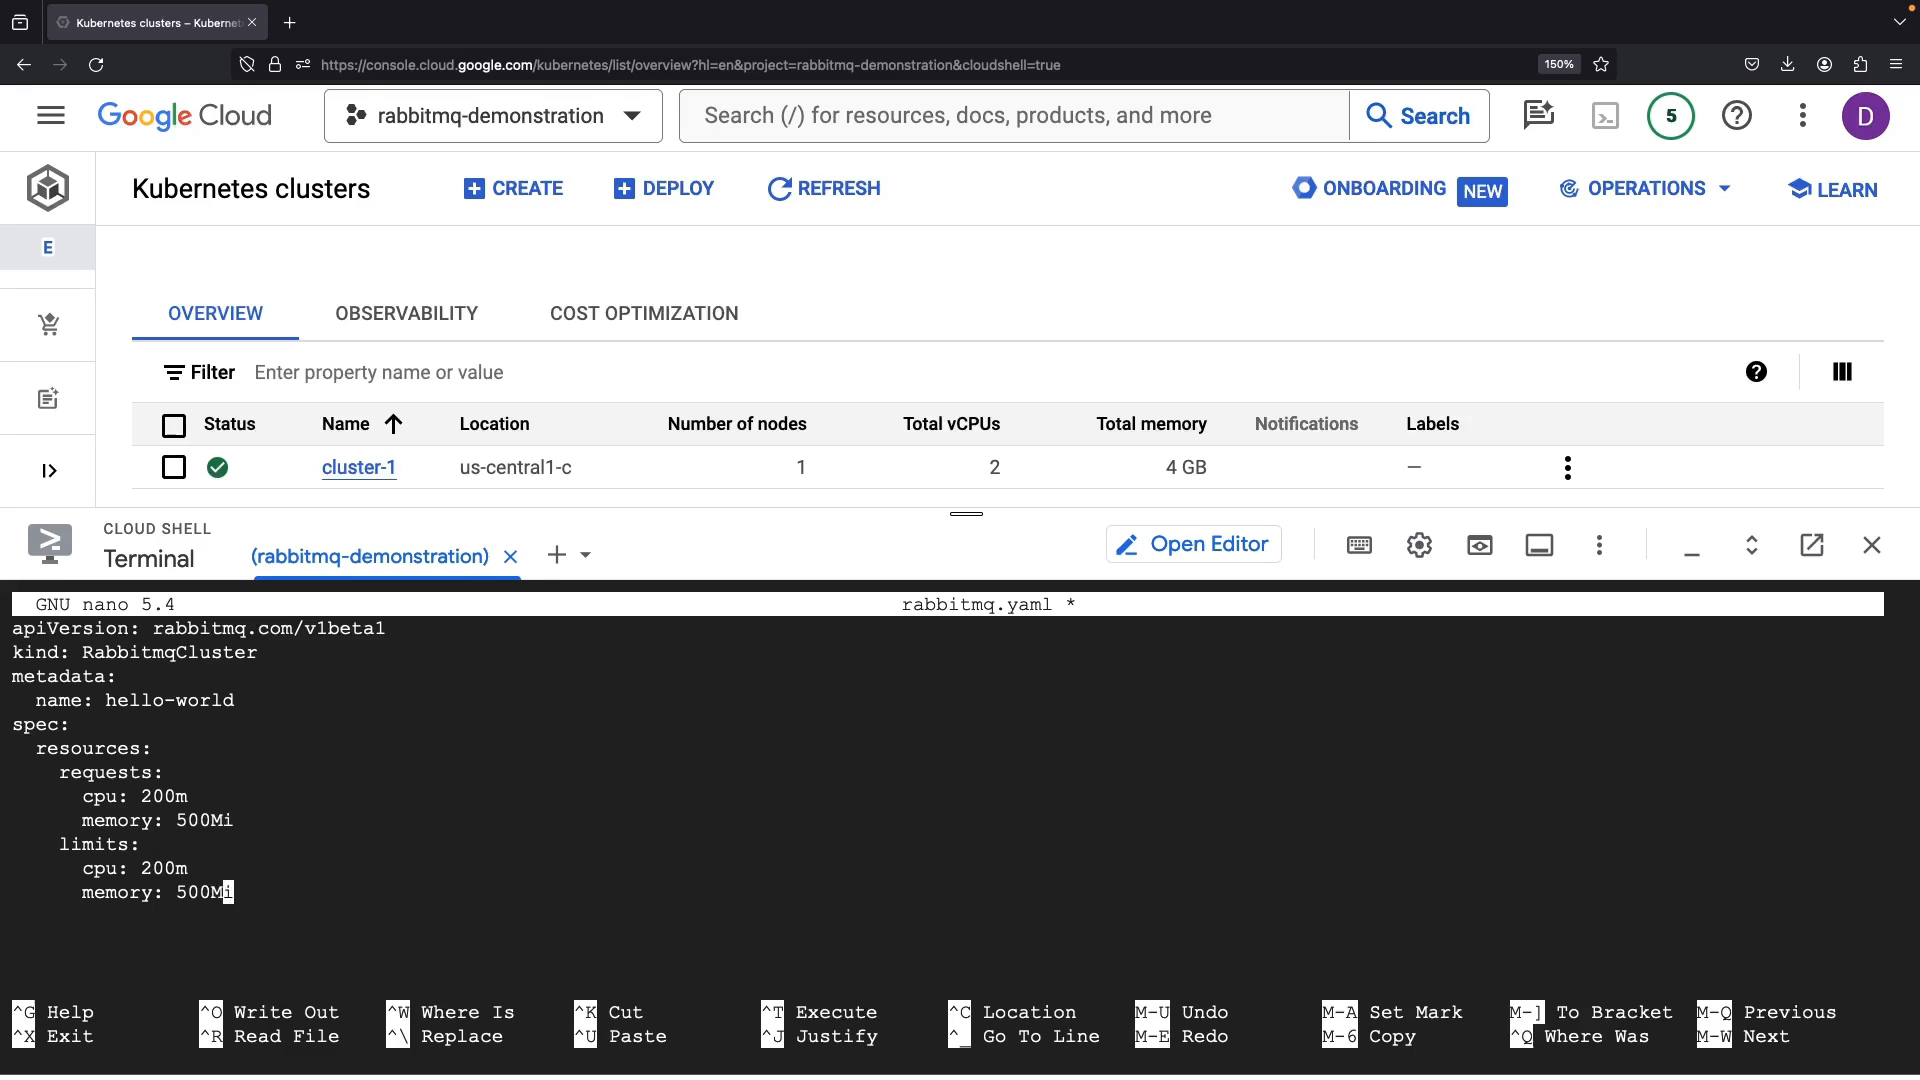 Kubernetes clusters – Kubernet
https://console.cloud.google.com/kubernetes/list/overview?hl=en&project=rabbitmq-demonstration&cloudshell=true
150%
Google Cloud
rabbitmq-demonstration
Search (/) for resources, docs, products, and more
Search
5
D
Kubernetes clusters
CREATE
DEPLOY
REFRESH
ONBOARDING NEW
OPERATIONS
LEARN
E
OVERVIEW
OBSERVABILITY
COST OPTIMIZATION
Filter Enter property name or value
Status Name Location Number of nodes Total vCPUs Total memory Notifications Labels
cluster-1 us-central1-c 1 2 4 GB —
CLOUD SHELL
Terminal
(rabbitmq-demonstration)
Open Editor
GNU nano 5.4 rabbitmq.yaml *
apiVersion: rabbitmq.com/v1beta1
kind: RabbitmqCluster
metadata:
  name: hello-world
spec:
  resources:
    requests:
      cpu: 200m
      memory: 500Mi
    limits:
      cpu: 200m
      memory: 500Mi
^G Help ^O Write Out ^W Where Is ^K Cut ^T Execute ^C Location M-U Undo M-A Set Mark M-] To Bracket M-Q Previous
^X Exit ^R Read File ^\ Replace ^U Paste ^J Justify ^_ Go To Line M-E Redo M-6 Copy ^Q Where Was M-W Next